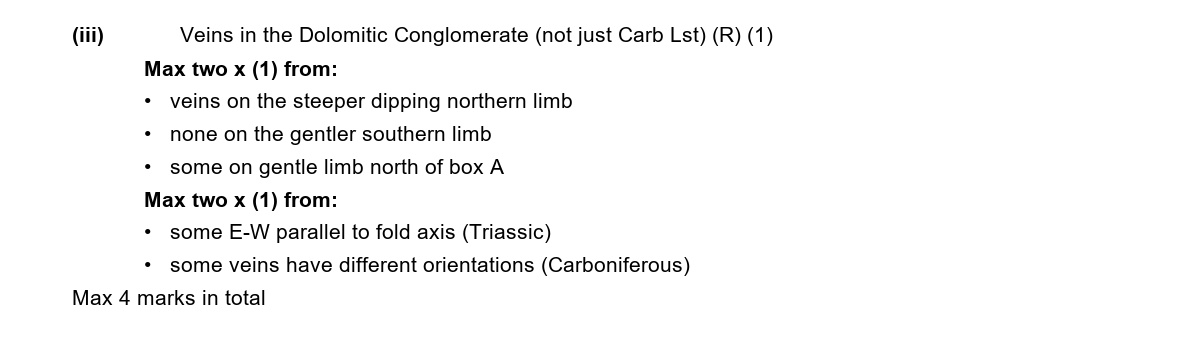 (iii) Veins in the Dolomitic Conglomerate (not just Carb Lst) (R) (1)
Max two x (1) from:
• veins on the steeper dipping northern limb
• none on the gentler southern limb
• some on gentle limb north of box A
Max two x (1) from:
• some E-W parallel to fold axis (Triassic)
• some veins have different orientations (Carboniferous)
Max 4 marks in total